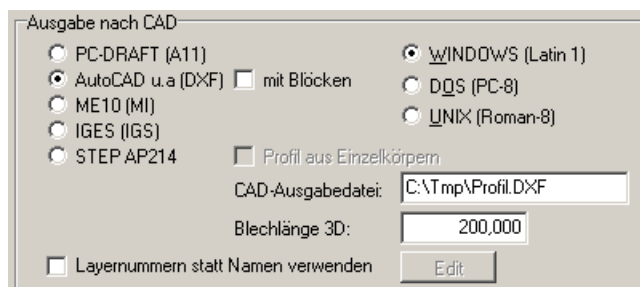 Ausgabe nach CAD
PC-DRAFT (A11)
WINDOWS (Latin 1)
AutoCAD u.a (DXF)
mit Blöcken
DOS (PC-8)
ME10 (MI)
UNIX (Roman-8)
IGES (IGS)
STEP AP214
Profil aus Einzelkörpern
CAD-Ausgabedatei:
C:\Tmp\Profil.DXF
Blechlänge 3D:
200,000
Layernummern statt Namen verwenden
Edit